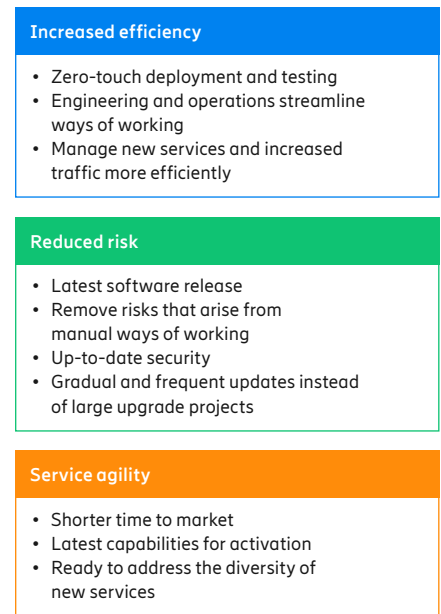 Increased efficiency
• Zero-touch deployment and testing
• Engineering and operations streamline
ways of working
• Manage new services and increased
traffic more efficiently
Reduced risk
• Latest software release
• Remove risks that arise from
manual ways of working
• Up-to-date security
• Gradual and frequent updates instead
of large upgrade projects
Service agility
• Shorter time to market
• Latest capabilities for activation
• Ready to address the diversity of
new services